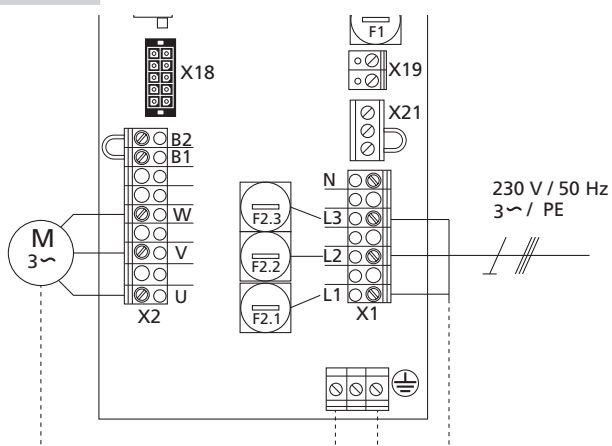 F1
X18
X19
X21
B2
B1
N
230 V / 50 Hz
3~ / PE
W
F2.3
L3
M
3~
V
F2.2
L2
U
F2.1
L1
X2
X1